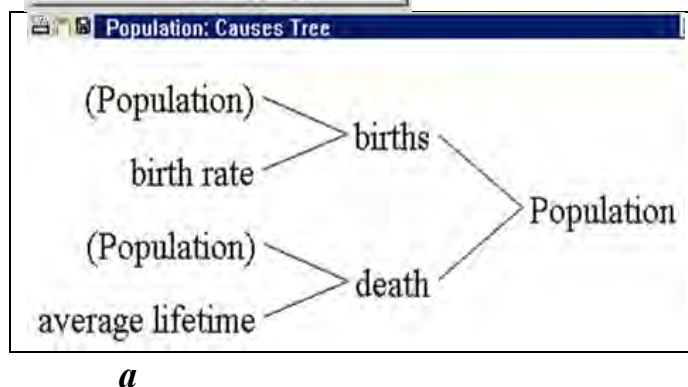 Population: Causes Tree
(Population)
births
birth rate
Population
(Population)
death
average lifetime
a